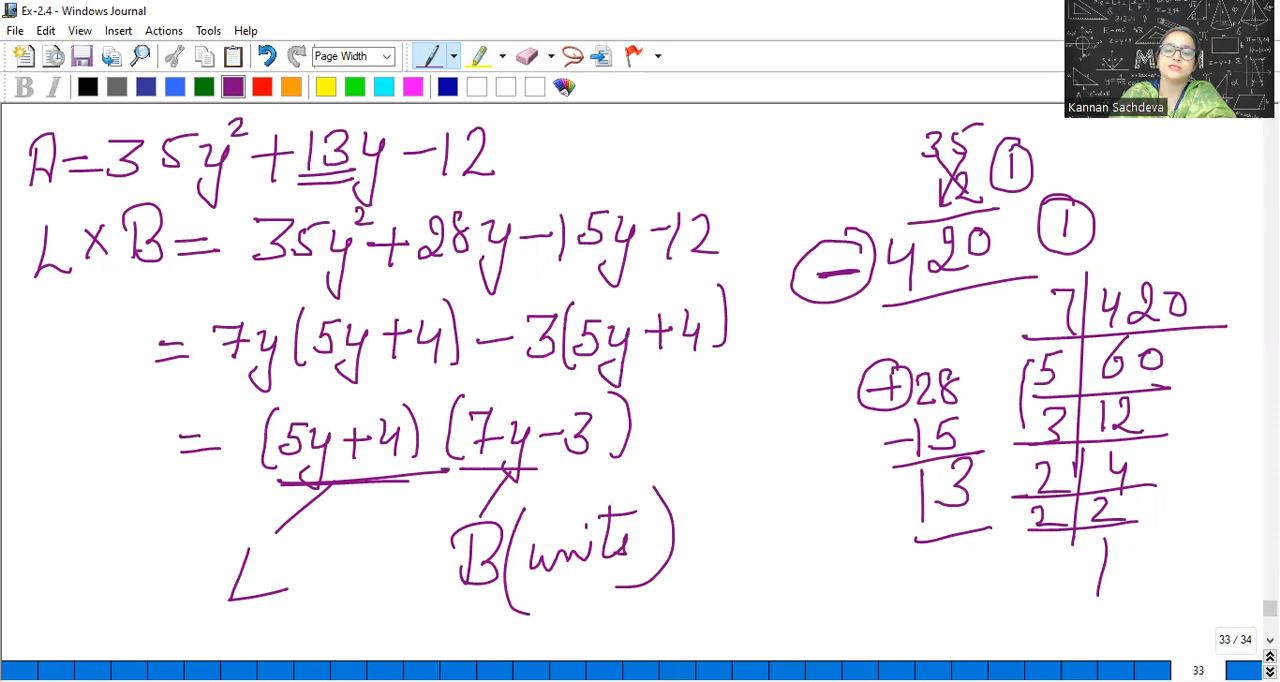 Ex-2.4 - Windows Journal
File Edit View Insert Actions Tools Help
Page Width
B I
Kannan Sachdeva
A = 35y² + 13y - 12
L × B = 35y² + 28y - 15y - 12
= 7y(5y + 4) - 3(5y + 4)
= (5y + 4) (7y - 3)
L B (units)
35 1
12
- 420 1
+ 28
- 15
13
7 | 420
5 | 60
3 | 12
2 | 4
2 | 2
1
33 / 34
33